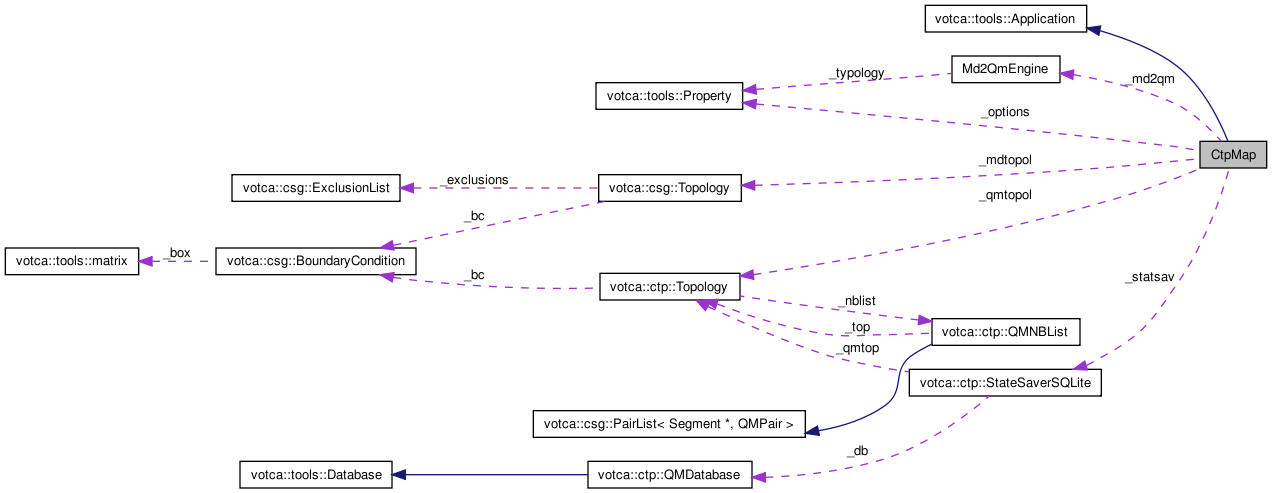 votca::tools::Application
Md2QmEngine
_typology
_md2qm
votca::tools::Property
_options
CtpMap
_mdtopol
votca::csg::ExclusionList
_exclusions
votca::csg::Topology
_qmtopol
_bc
votca::tools::matrix
_box
votca::csg::BoundaryCondition
_bc
votca::ctp::Topology
_statsav
_nblist
_top
votca::ctp::QMNBList
_qmtop
votca::ctp::StateSaverSQLite
votca::csg::PairList< Segment *, QMPair >
_db
votca::tools::Database
votca::ctp::QMDatabase